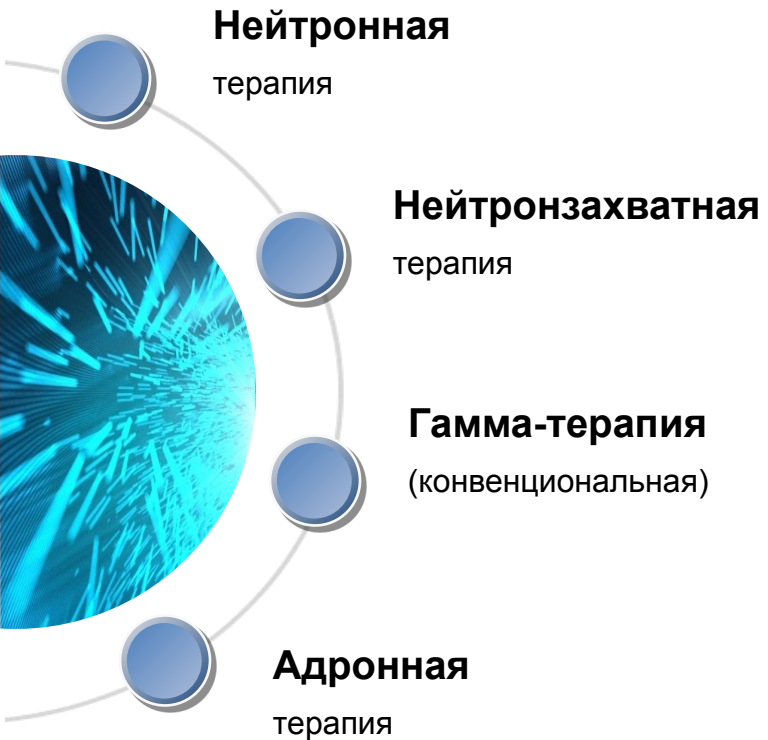 Нейтронная
терапия
Нейтронзахватная
терапия
Гамма-терапия
(конвенциональная)
Адронная
терапия